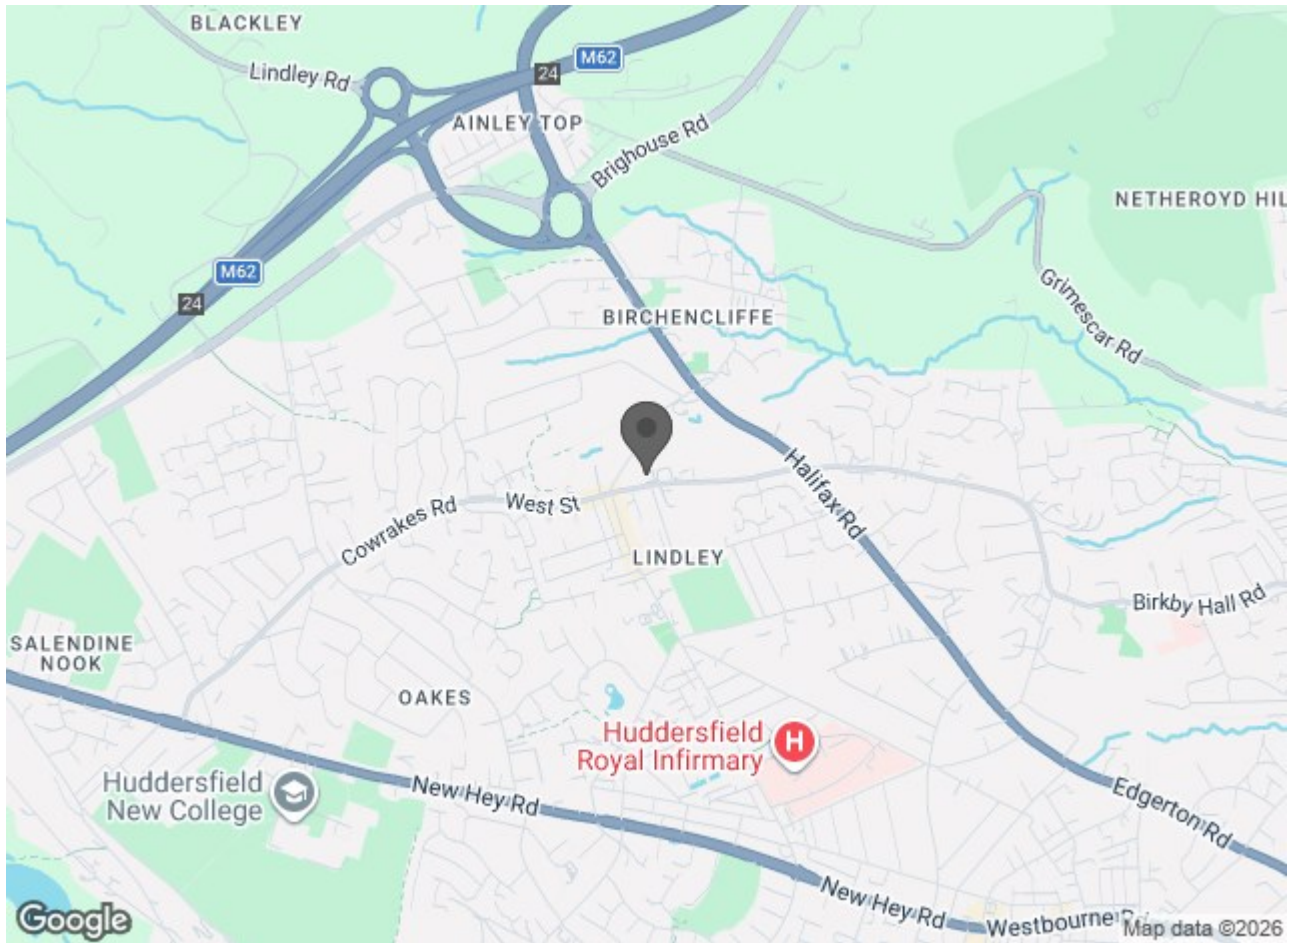 BLACKLEY
Lindley Rd
M62
24
AINLEY TOP
Brighouse Rd
NETHEROYD HIL
M62
24
Grimescar Rd
BIRCHENCLIFFE
Halifax Rd
West St
Cowrakes Rd
LINDLEY
Birkby Hall Rd
SALENDINE
NOOK
OAKES
Huddersfield
Royal Infirmary
H
Huddersfield
New College
New Hey Rd
Edgerton Rd
New Hey Rd
Westbourne
Google
Map data ©2026